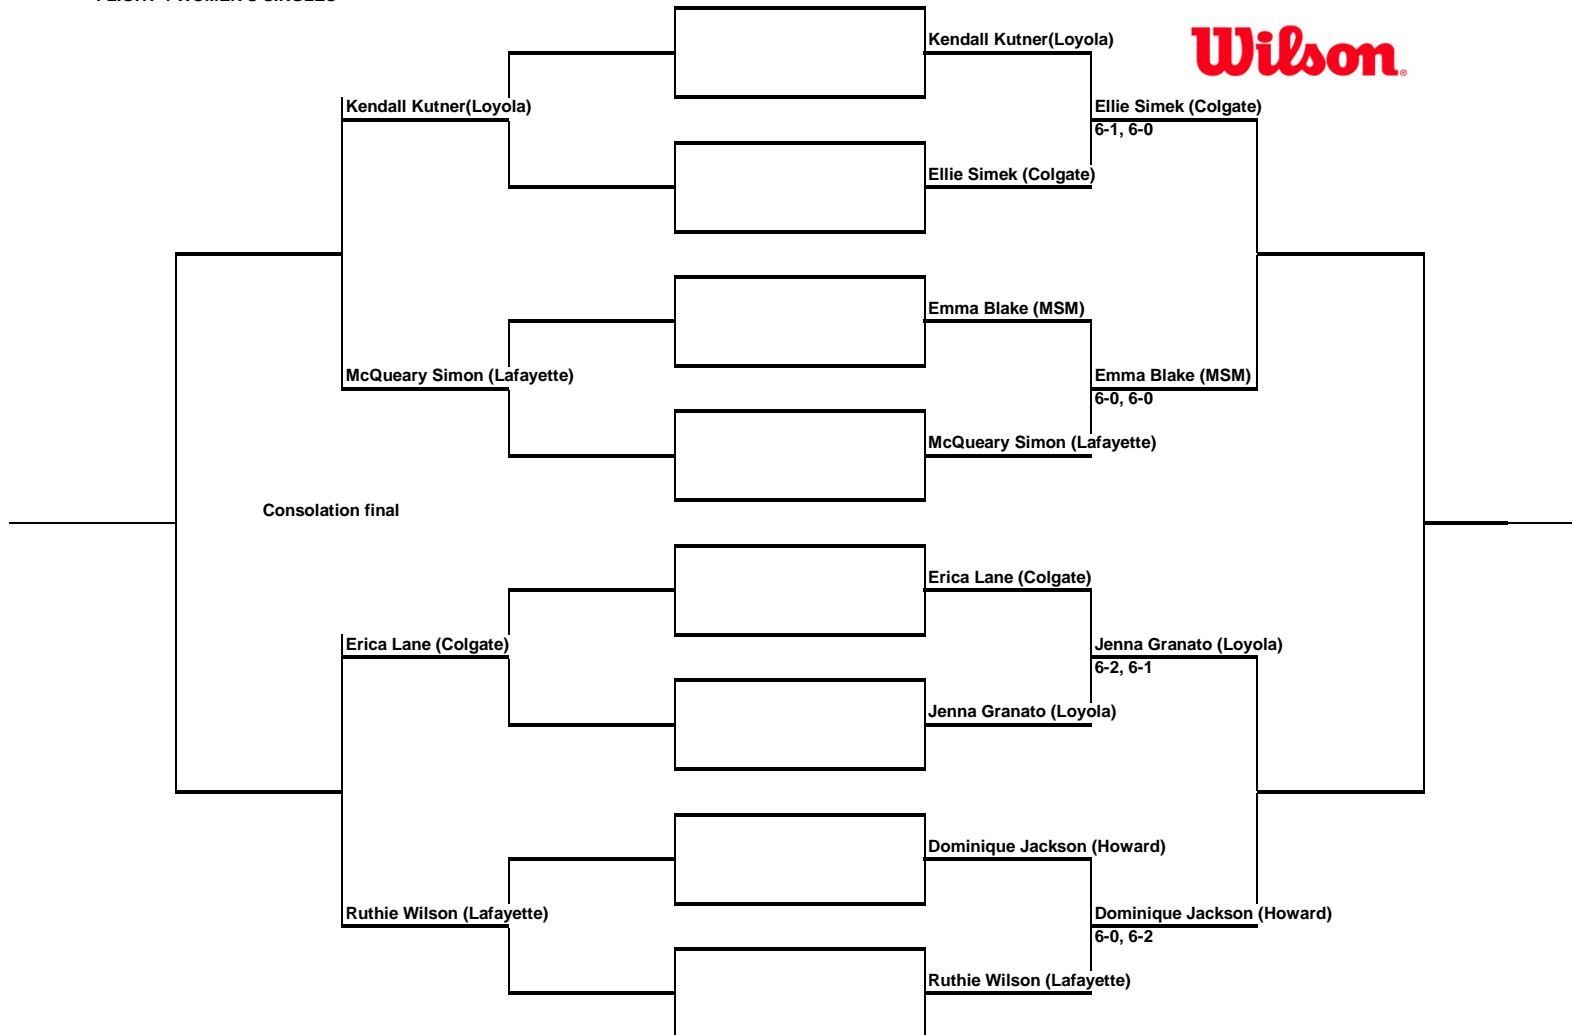 Kendall Kutner(Loyola)
Wilson
Kendall Kutner(Loyola)
Ellie Simek (Colgate)
6-1, 6-0
Ellie Simek (Colgate)
Emma Blake (MSM)
McQueary Simon (Lafayette)
Emma Blake (MSM)
6-0, 6-0
McQueary Simon (Lafayette)
Consolation final
Erica Lane (Colgate)
Erica Lane (Colgate)
Jenna Granato (Loyola)
6-2, 6-1
Jenna Granato (Loyola)
Dominique Jackson (Howard)
Ruthie Wilson (Lafayette)
Dominique Jackson (Howard)
6-0, 6-2
Ruthie Wilson (Lafayette)